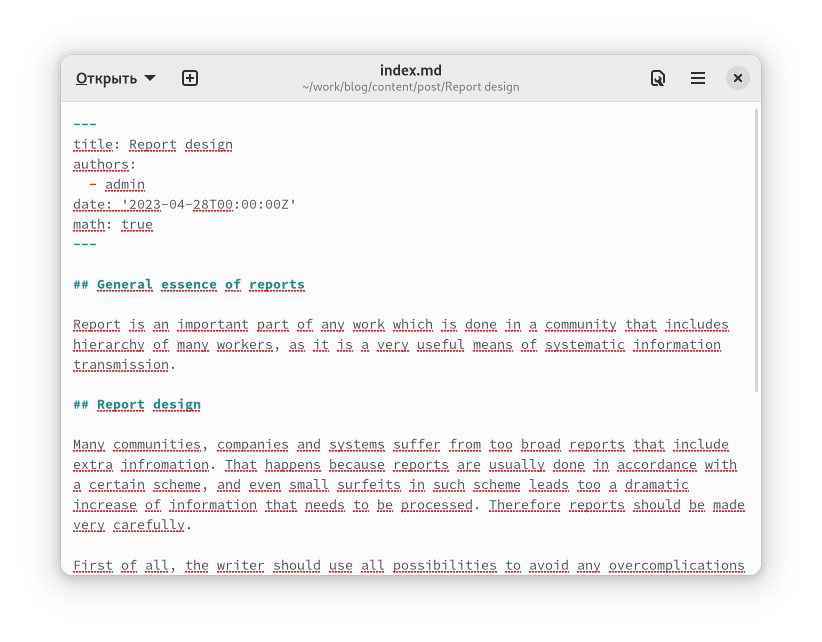 Открыть
index.md
~/work/blog/content/post/Report design
---
title: Report design
authors:
  - admin
date: '2023-04-28T00:00:00Z'
math: true
---
## General essence of reports
Report is an important part of any work which is done in a community that includes
hierarchy of many workers, as it is a very useful means of systematic information
transmission.
## Report design
Many communities, companies and systems suffer from too broad reports that include
extra infromation. That happens because reports are usually done in accordance with
a certain scheme, and even small surfeits in such scheme leads too a dramatic
increase of information that needs to be processed. Therefore reports should be made
very carefully.
First of all, the writer should use all possibilities to avoid any overcomplications